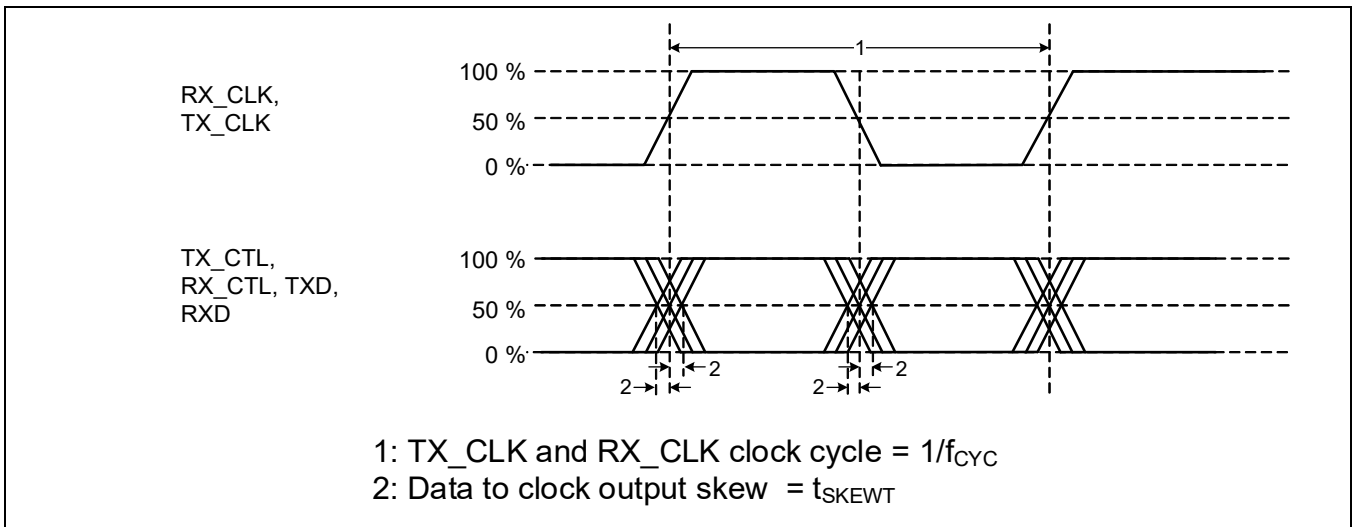 1
100 %
RX_CLK,
TX_CLK
50 %
0 %
TX_CTL,
RX_CTL, TXD,
RXD
100 %
50 %
0 %
2 2 2 2
1: TX_CLK and RX_CLK clock cycle = 1/fCYC
2: Data to clock output skew = tSKEWT